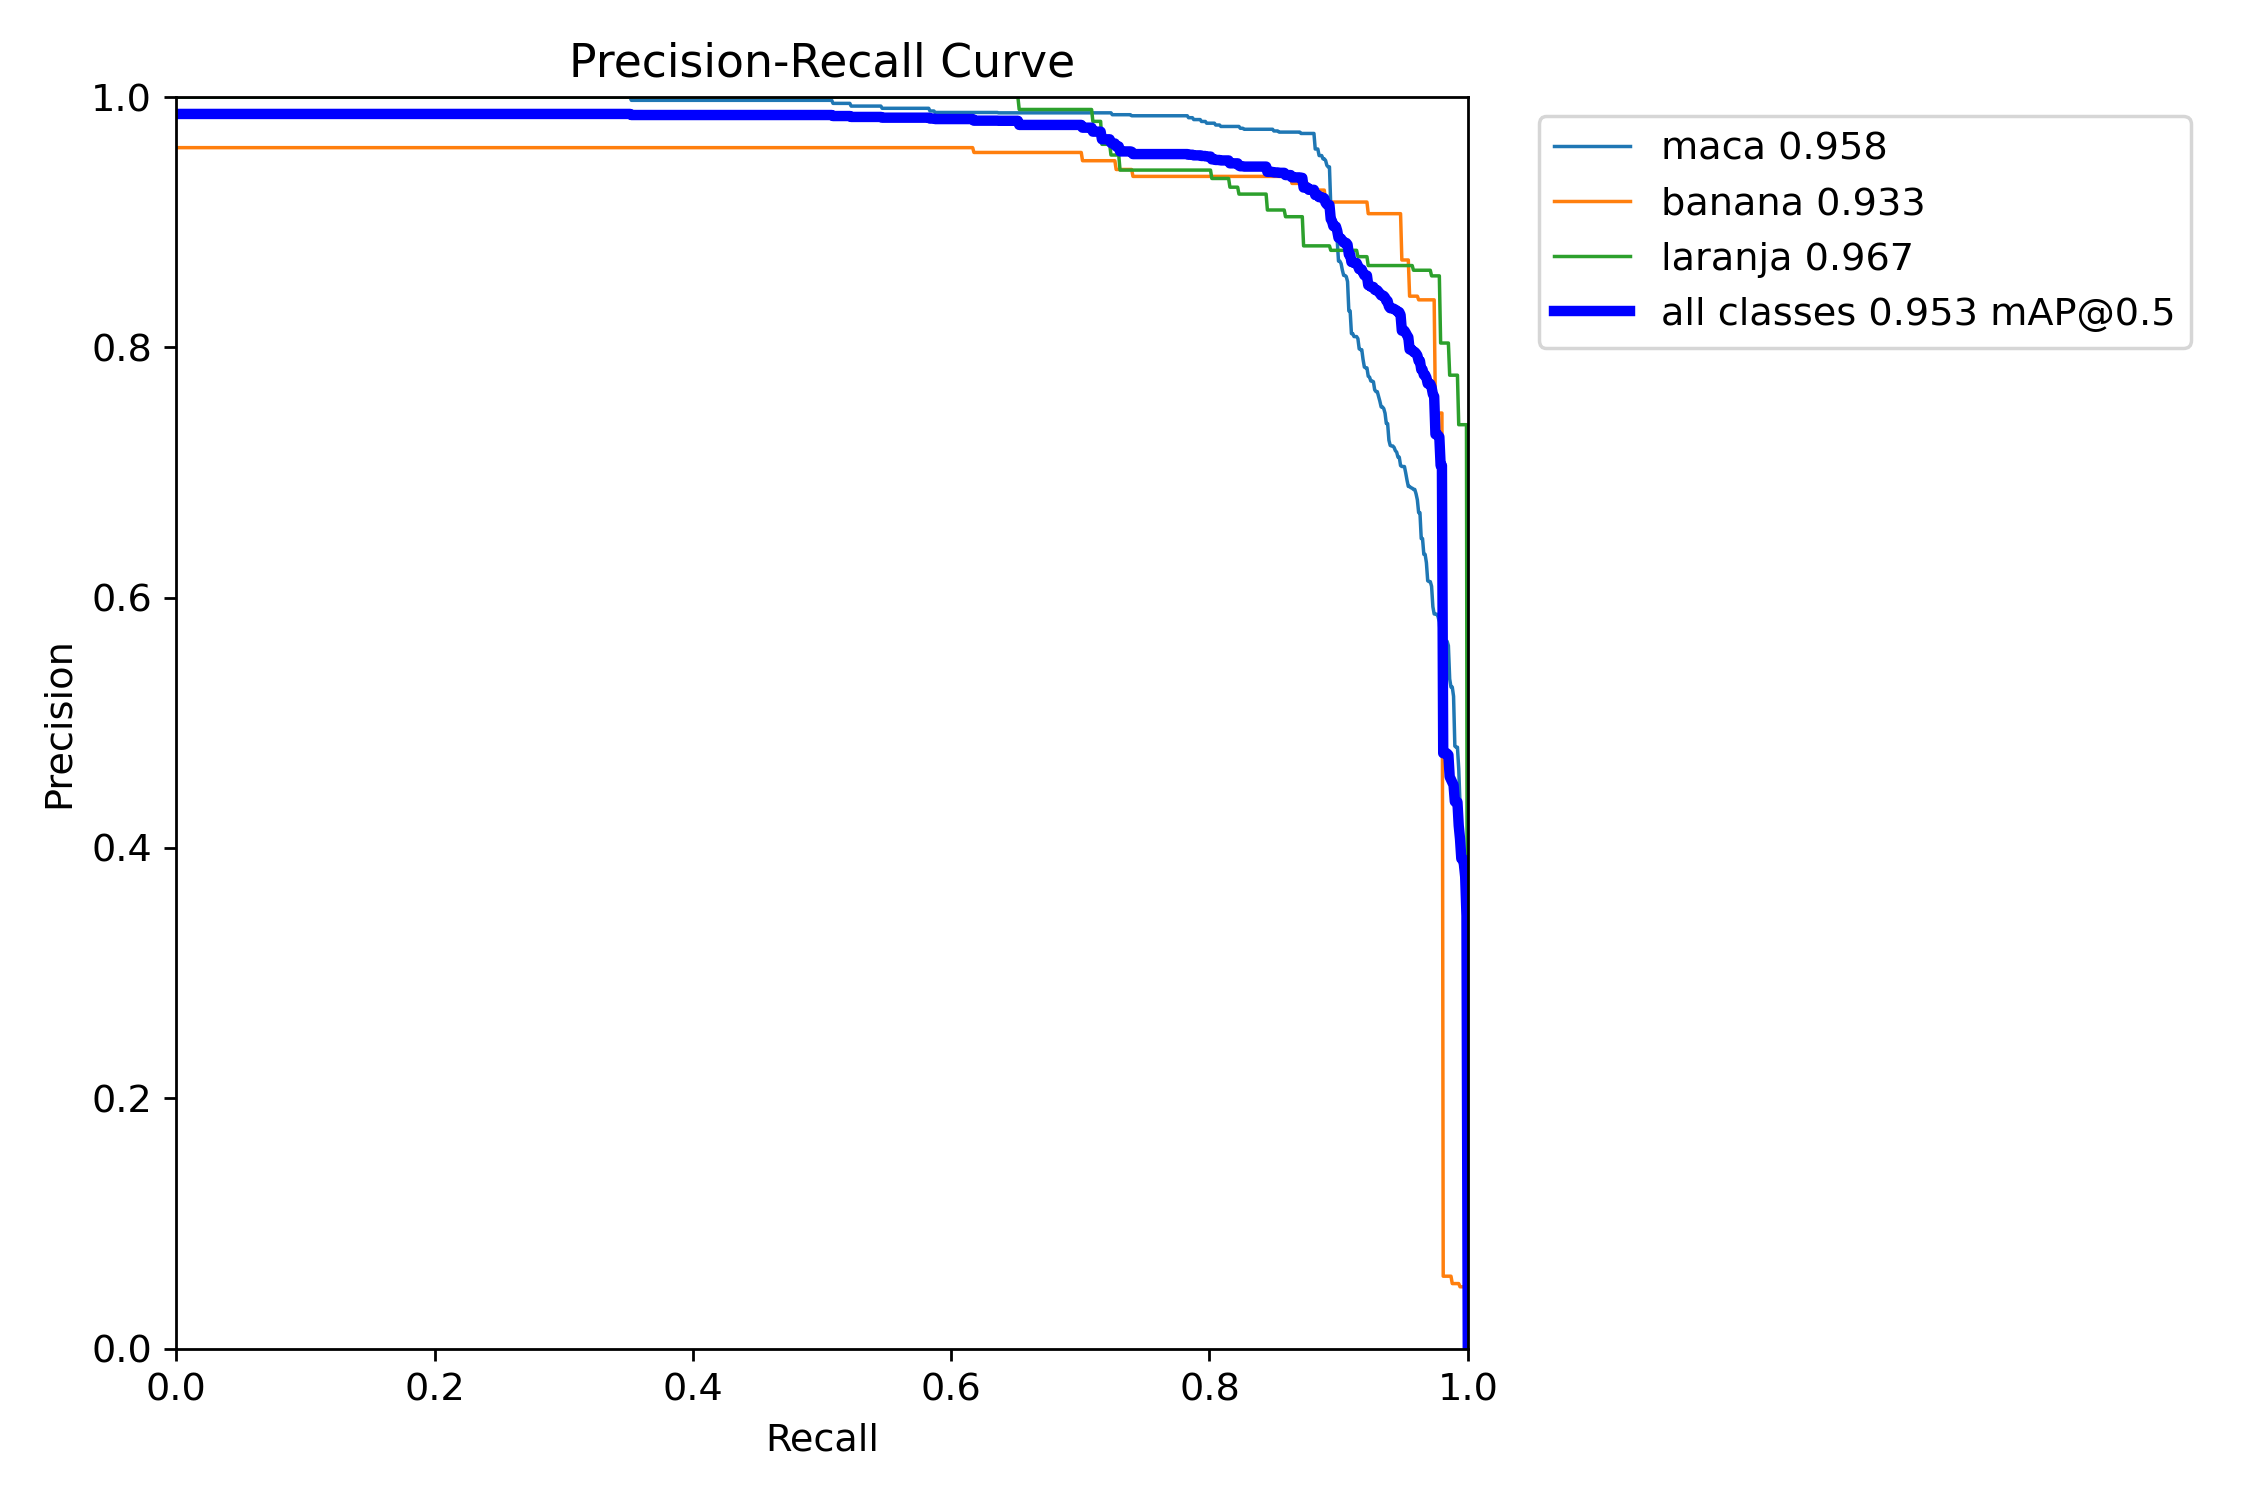 Precision-Recall Curve
1.0
0.8
0.6
0.4
0.2
0.0
Precision
0.0 0.2 0.4 0.6 0.8 1.0
Recall
maca 0.958
banana 0.933
laranja 0.967
all classes 0.953 mAP@0.5